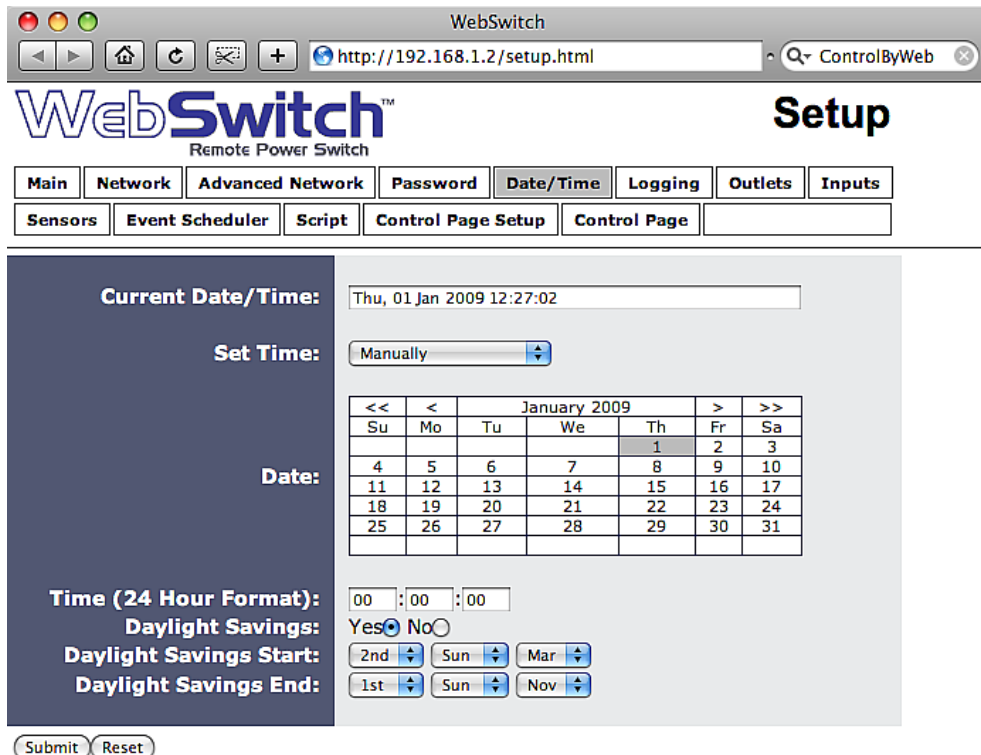 WebSwitch
http://192.168.1.2/setup.html ControlByWeb
WebSwitch™ Setup
Remote Power Switch
Main Network Advanced Network Password Date/Time Logging Outlets Inputs
Sensors Event Scheduler Script Control Page Setup Control Page
Current Date/Time: Thu, 01 Jan 2009 12:27:02
Set Time: Manually
<< < January 2009 > >>
Su Mo Tu We Th Fr Sa
1 2 3
4 5 6 7 8 9 10
Date:
11 12 13 14 15 16 17
18 19 20 21 22 23 24
25 26 27 28 29 30 31
Time (24 Hour Format): 00 : 00 : 00
Daylight Savings: Yes No
Daylight Savings Start: 2nd Sun Mar
Daylight Savings End: 1st Sun Nov
Submit Reset